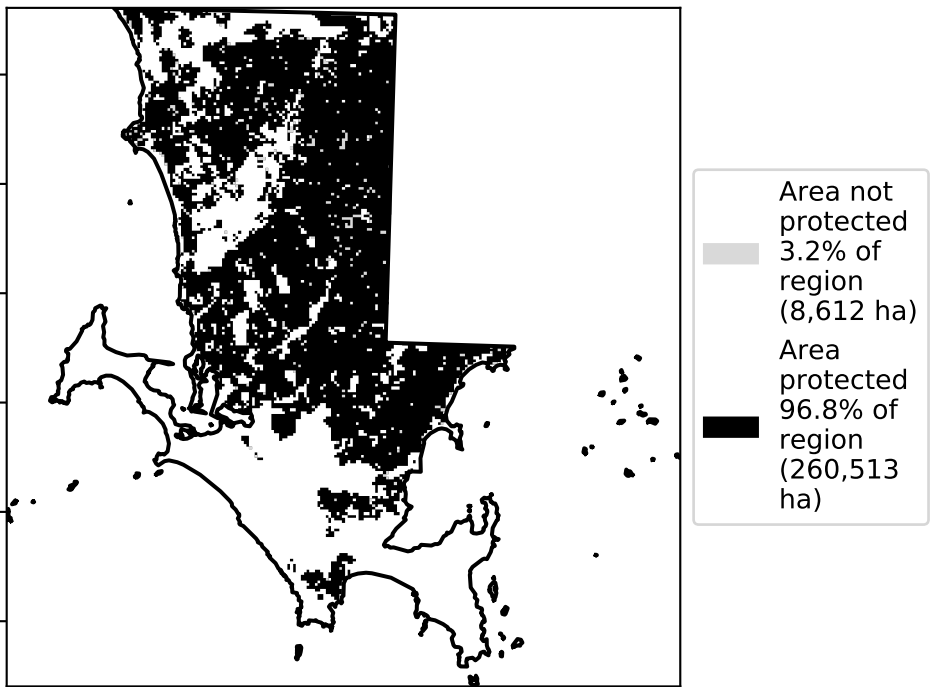 Area not
protected
3.2% of
region
(8,612 ha)
Area
protected
96.8% of
region
(260,513
ha)